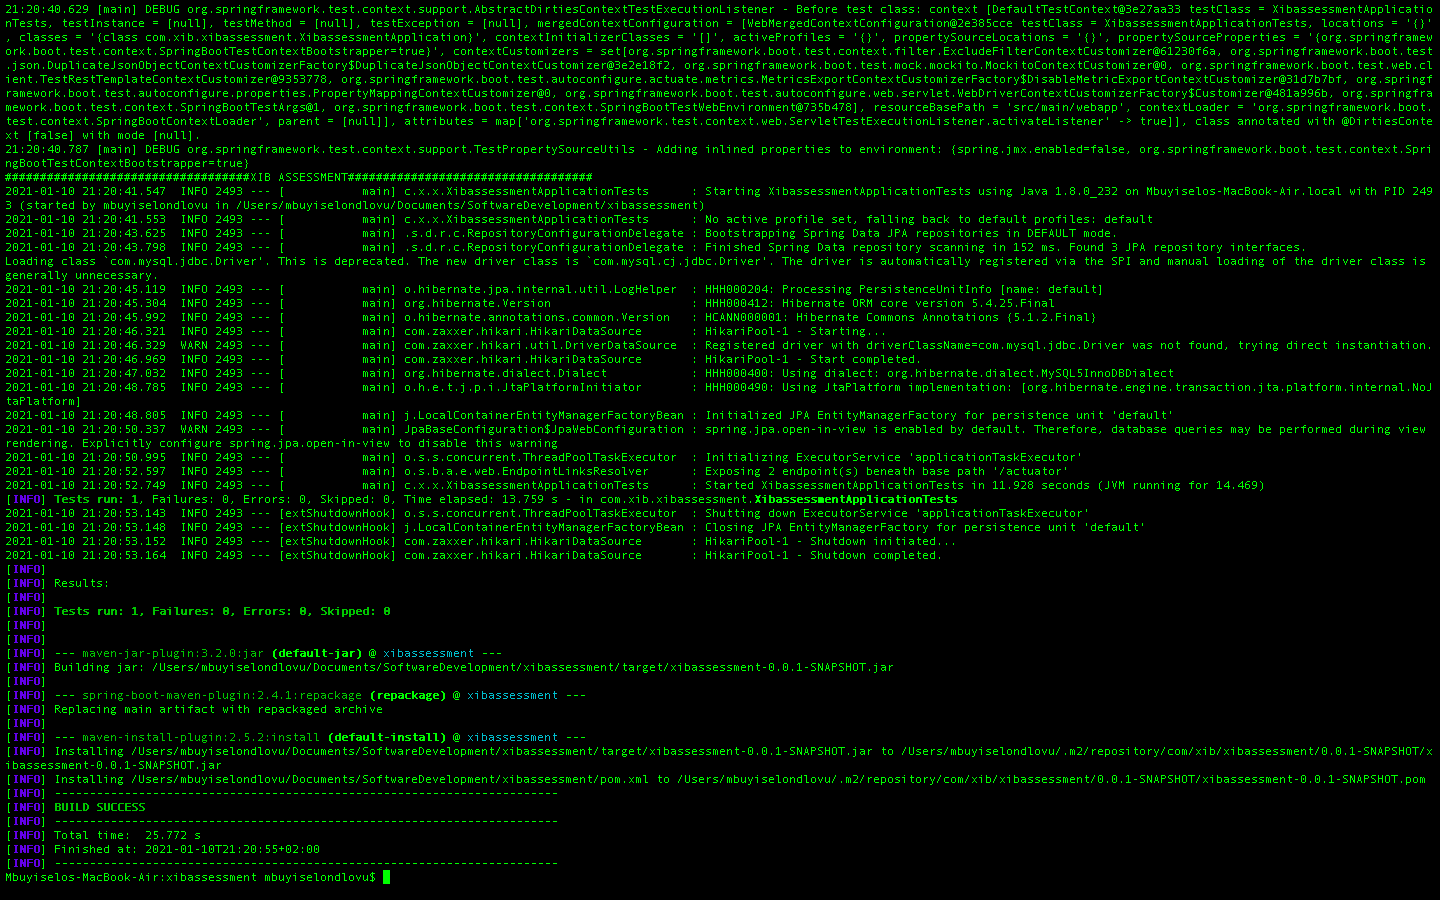 21:20:40.629 [main] DEBUG org.springframework.test.context.support.AbstractDirtiesContextTestExecutionListener - Before test class: context [DefaultTestContext@3e27aa33 testClass = XibassessmentApplicatio
nTests, testInstance = [null], testMethod = [null], testException = [null], mergedContextConfiguration = [WebMergedContextConfiguration@2e385cce testClass = XibassessmentApplicationTests, locations = '{}'
, classes = '{class com.xib.xibassessment.XibassessmentApplication}', contextInitializerClasses = '[]', activeProfiles = '{}', propertySourceLocations = '{}', propertySourceProperties = '{org.springframew
ork.boot.test.context.SpringBootTestContextBootstrapper=true}', contextCustomizers = set[org.springframework.boot.test.context.filter.ExcludeFilterContextCustomizer@61230f6a, org.springframework.boot.test
.json.DuplicateJsonObjectContextCustomizerFactory$DuplicateJsonObjectContextCustomizer@3e2e18f2, org.springframework.boot.test.mock.mockito.MockitoContextCustomizer@0, org.springframework.boot.test.web.cl
ient.TestRestTemplateContextCustomizer@9353778, org.springframework.boot.test.autoconfigure.actuate.metrics.MetricsExportContextCustomizerFactory$DisableMetricExportContextCustomizer@31d7b7bf, org.springf
ramework.boot.test.autoconfigure.properties.PropertyMappingContextCustomizer@0, org.springframework.boot.test.autoconfigure.web.servlet.WebDriverContextCustomizerFactory$Customizer@481a996b, org.springfra
mework.boot.test.context.SpringBootTestArgs@1, org.springframework.boot.test.context.SpringBootTestWebEnvironment@735b478], resourceBasePath = 'src/main/webapp', contextLoader = 'org.springframework.boot.
test.context.SpringBootContextLoader', parent = [null]], attributes = map['org.springframework.test.context.web.ServletTestExecutionListener.activateListener' -> true]], class annotated with @DirtiesConte
xt [false] with mode [null].
21:20:40.787 [main] DEBUG org.springframework.test.context.support.TestPropertySourceUtils - Adding inlined properties to environment: {spring.jmx.enabled=false, org.springframework.boot.test.context.Spri
ngBootTestContextBootstrapper=true}
###################################XIB ASSESSMENT###################################
2021-01-10 21:20:41.547  INFO 2493 --- [           main] c.x.x.XibassessmentApplicationTests      : Starting XibassessmentApplicationTests using Java 1.8.0_232 on Mbuyiselos-MacBook-Air.local with PID 249
3 (started by mbuyiselondlovu in /Users/mbuyiselondlovu/Documents/SoftwareDevelopment/xibassessment)
2021-01-10 21:20:41.553  INFO 2493 --- [           main] c.x.x.XibassessmentApplicationTests      : No active profile set, falling back to default profiles: default
2021-01-10 21:20:43.625  INFO 2493 --- [           main] .s.d.r.c.RepositoryConfigurationDelegate : Bootstrapping Spring Data JPA repositories in DEFAULT mode.
2021-01-10 21:20:43.798  INFO 2493 --- [           main] .s.d.r.c.RepositoryConfigurationDelegate : Finished Spring Data repository scanning in 152 ms. Found 3 JPA repository interfaces.
Loading class `com.mysql.jdbc.Driver'. This is deprecated. The new driver class is `com.mysql.cj.jdbc.Driver'. The driver is automatically registered via the SPI and manual loading of the driver class is
generally unnecessary.
2021-01-10 21:20:45.119  INFO 2493 --- [           main] o.hibernate.jpa.internal.util.LogHelper  : HHH000204: Processing PersistenceUnitInfo [name: default]
2021-01-10 21:20:45.304  INFO 2493 --- [           main] org.hibernate.Version                    : HHH000412: Hibernate ORM core version 5.4.25.Final
2021-01-10 21:20:45.992  INFO 2493 --- [           main] o.hibernate.annotations.common.Version   : HCANN000001: Hibernate Commons Annotations {5.1.2.Final}
2021-01-10 21:20:46.321  INFO 2493 --- [           main] com.zaxxer.hikari.HikariDataSource       : HikariPool-1 - Starting...
2021-01-10 21:20:46.329  WARN 2493 --- [           main] com.zaxxer.hikari.util.DriverDataSource  : Registered driver with driverClassName=com.mysql.jdbc.Driver was not found, trying direct instantiation.
2021-01-10 21:20:46.969  INFO 2493 --- [           main] com.zaxxer.hikari.HikariDataSource       : HikariPool-1 - Start completed.
2021-01-10 21:20:47.032  INFO 2493 --- [           main] org.hibernate.dialect.Dialect            : HHH000400: Using dialect: org.hibernate.dialect.MySQL5InnoDBDialect
2021-01-10 21:20:48.785  INFO 2493 --- [           main] o.h.e.t.j.p.i.JtaPlatformInitiator       : HHH000490: Using JtaPlatform implementation: [org.hibernate.engine.transaction.jta.platform.internal.NoJ
taPlatform]
2021-01-10 21:20:48.805  INFO 2493 --- [           main] j.LocalContainerEntityManagerFactoryBean : Initialized JPA EntityManagerFactory for persistence unit 'default'
2021-01-10 21:20:50.337  WARN 2493 --- [           main] JpaBaseConfiguration$JpaWebConfiguration : spring.jpa.open-in-view is enabled by default. Therefore, database queries may be performed during view
rendering. Explicitly configure spring.jpa.open-in-view to disable this warning
2021-01-10 21:20:50.995  INFO 2493 --- [           main] o.s.s.concurrent.ThreadPoolTaskExecutor  : Initializing ExecutorService 'applicationTaskExecutor'
2021-01-10 21:20:52.597  INFO 2493 --- [           main] o.s.b.a.e.web.EndpointLinksResolver      : Exposing 2 endpoint(s) beneath base path '/actuator'
2021-01-10 21:20:52.749  INFO 2493 --- [           main] c.x.x.XibassessmentApplicationTests      : Started XibassessmentApplicationTests in 11.928 seconds (JVM running for 14.469)
[INFO] Tests run: 1, Failures: 0, Errors: 0, Skipped: 0, Time elapsed: 13.759 s - in com.xib.xibassessment.XibassessmentApplicationTests
2021-01-10 21:20:53.143  INFO 2493 --- [extShutdownHook] o.s.s.concurrent.ThreadPoolTaskExecutor  : Shutting down ExecutorService 'applicationTaskExecutor'
2021-01-10 21:20:53.148  INFO 2493 --- [extShutdownHook] j.LocalContainerEntityManagerFactoryBean : Closing JPA EntityManagerFactory for persistence unit 'default'
2021-01-10 21:20:53.152  INFO 2493 --- [extShutdownHook] com.zaxxer.hikari.HikariDataSource       : HikariPool-1 - Shutdown initiated...
2021-01-10 21:20:53.164  INFO 2493 --- [extShutdownHook] com.zaxxer.hikari.HikariDataSource       : HikariPool-1 - Shutdown completed.
[INFO]
[INFO] Results:
[INFO]
[INFO] Tests run: 1, Failures: 0, Errors: 0, Skipped: 0
[INFO]
[INFO]
[INFO] --- maven-jar-plugin:3.2.0:jar (default-jar) @ xibassessment ---
[INFO] Building jar: /Users/mbuyiselondlovu/Documents/SoftwareDevelopment/xibassessment/target/xibassessment-0.0.1-SNAPSHOT.jar
[INFO]
[INFO] --- spring-boot-maven-plugin:2.4.1:repackage (repackage) @ xibassessment ---
[INFO] Replacing main artifact with repackaged archive
[INFO]
[INFO] --- maven-install-plugin:2.5.2:install (default-install) @ xibassessment ---
[INFO] Installing /Users/mbuyiselondlovu/Documents/SoftwareDevelopment/xibassessment/target/xibassessment-0.0.1-SNAPSHOT.jar to /Users/mbuyiselondlovu/.m2/repository/com/xib/xibassessment/0.0.1-SNAPSHOT/x
ibassessment-0.0.1-SNAPSHOT.jar
[INFO] Installing /Users/mbuyiselondlovu/Documents/SoftwareDevelopment/xibassessment/pom.xml to /Users/mbuyiselondlovu/.m2/repository/com/xib/xibassessment/0.0.1-SNAPSHOT/xibassessment-0.0.1-SNAPSHOT.pom
[INFO] ------------------------------------------------------------------------
[INFO] BUILD SUCCESS
[INFO] ------------------------------------------------------------------------
[INFO] Total time:  25.772 s
[INFO] Finished at: 2021-01-10T21:20:55+02:00
[INFO] ------------------------------------------------------------------------
Mbuyiselos-MacBook-Air:xibassessment mbuyiselondlovu$